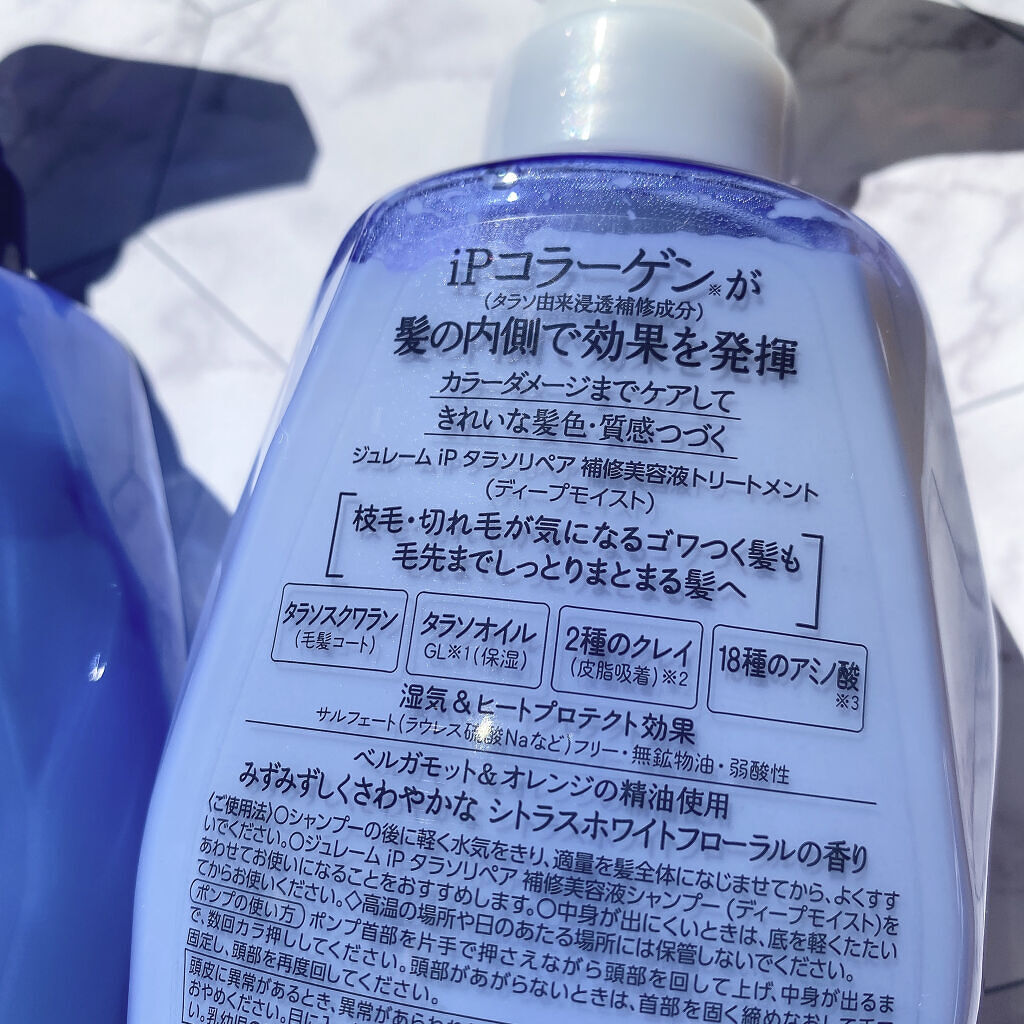 iPコラーゲン※が
(タラソ由来浸透補修成分)
髪の内側で効果を発揮
カラーダメージまでケアして
きれいな髪色・質感つづく
ジュレーム iP タラソリペア 補修美容液トリートメント
(ディープモイスト)
枝毛・切れ毛が気になるゴワつく髪も
毛先までしっとりまとまる髪へ
タラソスクワラン
(毛髪コート)
タラソオイル
GL※1(保湿)
2種のクレイ
(皮脂吸着)※2
18種のアミノ酸
※3
湿気&ヒートプロテクト効果
サルフェート(ラウレス硫酸Naなど)フリー・無鉱物油・弱酸性
ベルガモット&オレンジの精油使用
みずみずしくさわやかな シトラスホワイトフローラルの香り
〈ご使用法〉〇シャンプーの後に軽く水気をきり、適量を髪全体になじませてから、よくすす
いでください。〇ジュレーム iP タラソリペア 補修美容液シャンプー (ディープモイスト)を
あわせてお使いになることをおすすめします。〇中身が出にくいときは、底を軽くたたい
てからお使いください。◇高温の場所や日のあたる場所には保管しないでください。
ポンプの使い方 ポンプ首部を片手で押さえながら頭部を回して上げ、中身が出るま
で、数回カラ押ししてください。頭部があがらないときは、首部を固く締めなおして
固定し、頭部を再度回してください。
頭皮に異常があるとき、異常があらわれ
おやめください。目に入
い。乳幼児の